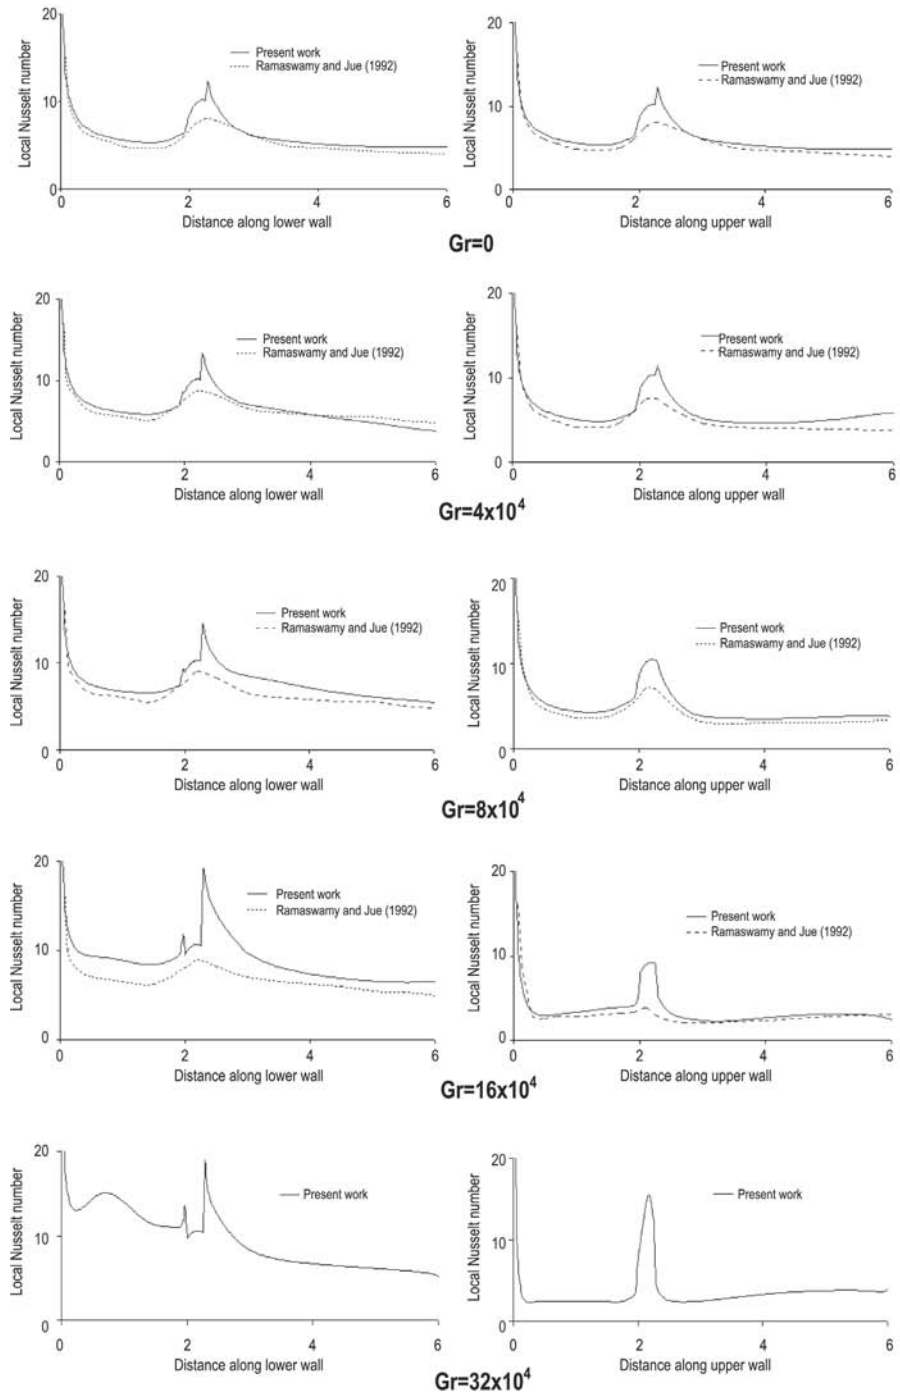 20
10
0
0
2
4
6
Local Nusselt number
Present work
Ramaswamy and Jue (1992)
Distance along lower wall
20
10
0
0
2
4
6
Local Nusselt number
Present work
Ramaswamy and Jue (1992)
Distance along upper wall
Gr=0
20
10
0
0
2
4
6
Local Nusselt number
Present work
Ramaswamy and Jue (1992)
Distance along lower wall
20
10
0
0
2
4
6
Local Nusselt number
Present work
Ramaswamy and Jue (1992)
Distance along upper wall
Gr=4x10⁴
20
10
0
0
2
4
6
Local Nusselt number
Present work
Ramaswamy and Jue (1992)
Distance along lower wall
20
10
0
0
2
4
6
Local Nusselt number
Present work
Ramaswamy and Jue (1992)
Distance along upper wall
Gr=8x10⁴
20
10
0
0
2
4
6
Local Nusselt number
Present work
Ramaswamy and Jue (1992)
Distance along lower wall
20
10
0
0
2
4
6
Local Nusselt number
Present work
Ramaswamy and Jue (1992)
Distance along upper wall
Gr=16x10⁴
20
10
0
0
2
4
6
Local Nusselt number
Present work
Distance along lower wall
20
10
0
0
2
4
6
Local Nusselt number
Present work
Distance along upper wall
Gr=32x10⁴